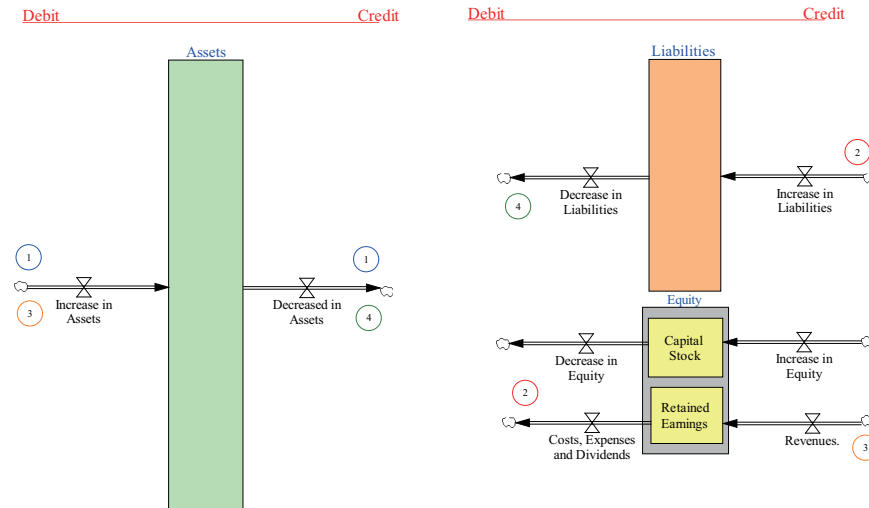 Debit Credit
Assets
1
1
Increase in
Assets
3
Decreased in
Assets
4
Debit Credit
Liabilities
2
Decrease in
Liabilities
4
Increase in
Liabilities
Equity
Capital
Stock
Decrease in
Equity
Increase in
Equity
2
Retained
Earnings
Costs, Expenses
and Dividends
Revenues.
3